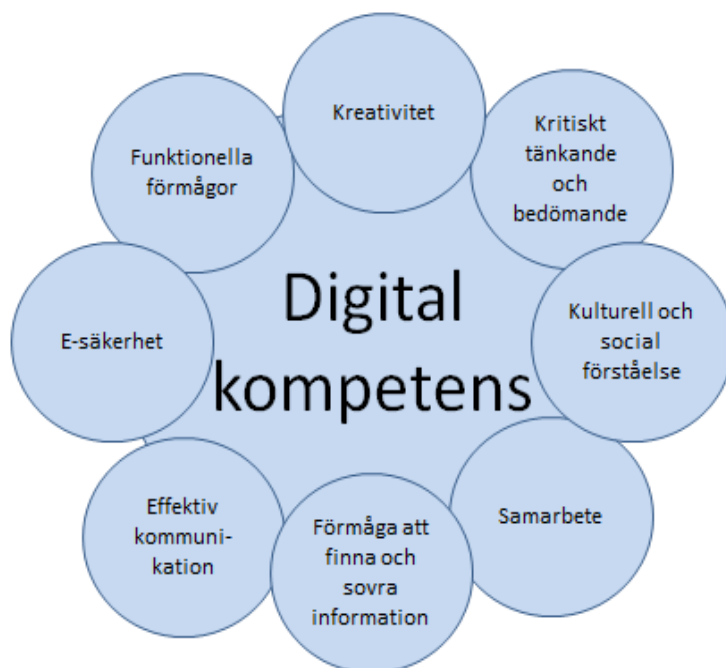 Kreativitet
Kritiskt
tänkande
och
bedömande
Kulturell och
social
förståelse
Samarbete
Förmåga att
finna och
sovra
information
Effektiv
kommuni-
kation
E-säkerhet
Funktionella
förmågor
Digital
kompetens